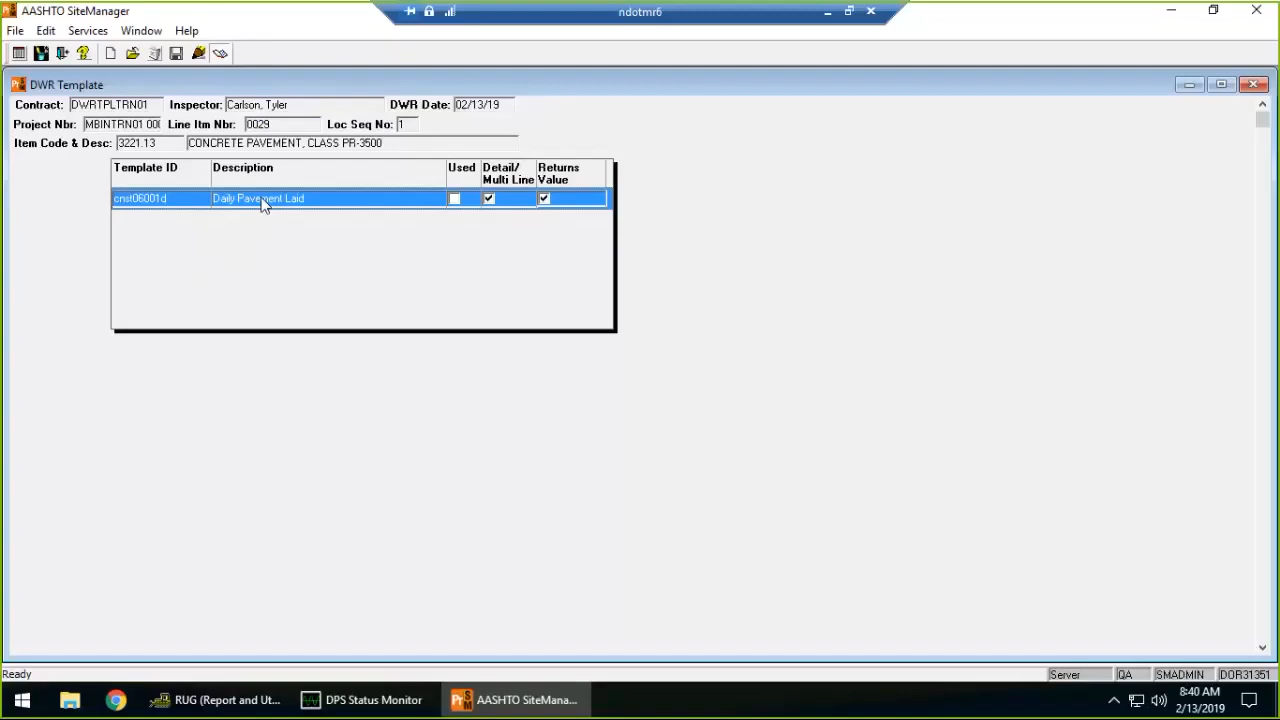 AASHTO SiteManager
ndotmr6
File Edit Services Window Help
DWR Template
Contract: DWRTPLTRN01 Inspector: Carlson, Tyler DWR Date: 02/13/19
Project Nbr: MBINTRN01 00( Line Itm Nbr: 0029 Loc Seq No: 1
Item Code & Desc: 3221.13 CONCRETE PAVEMENT, CLASS PR-3500
Template ID Description Used Detail/ Multi Line Returns Value
cnst06001d Daily Pavement Laid
Ready Server QA SMADMIN DOR31351
RUG (Report and Ut... DPS Status Monitor AASHTO SiteMana... 8:40 AM
2/13/2019